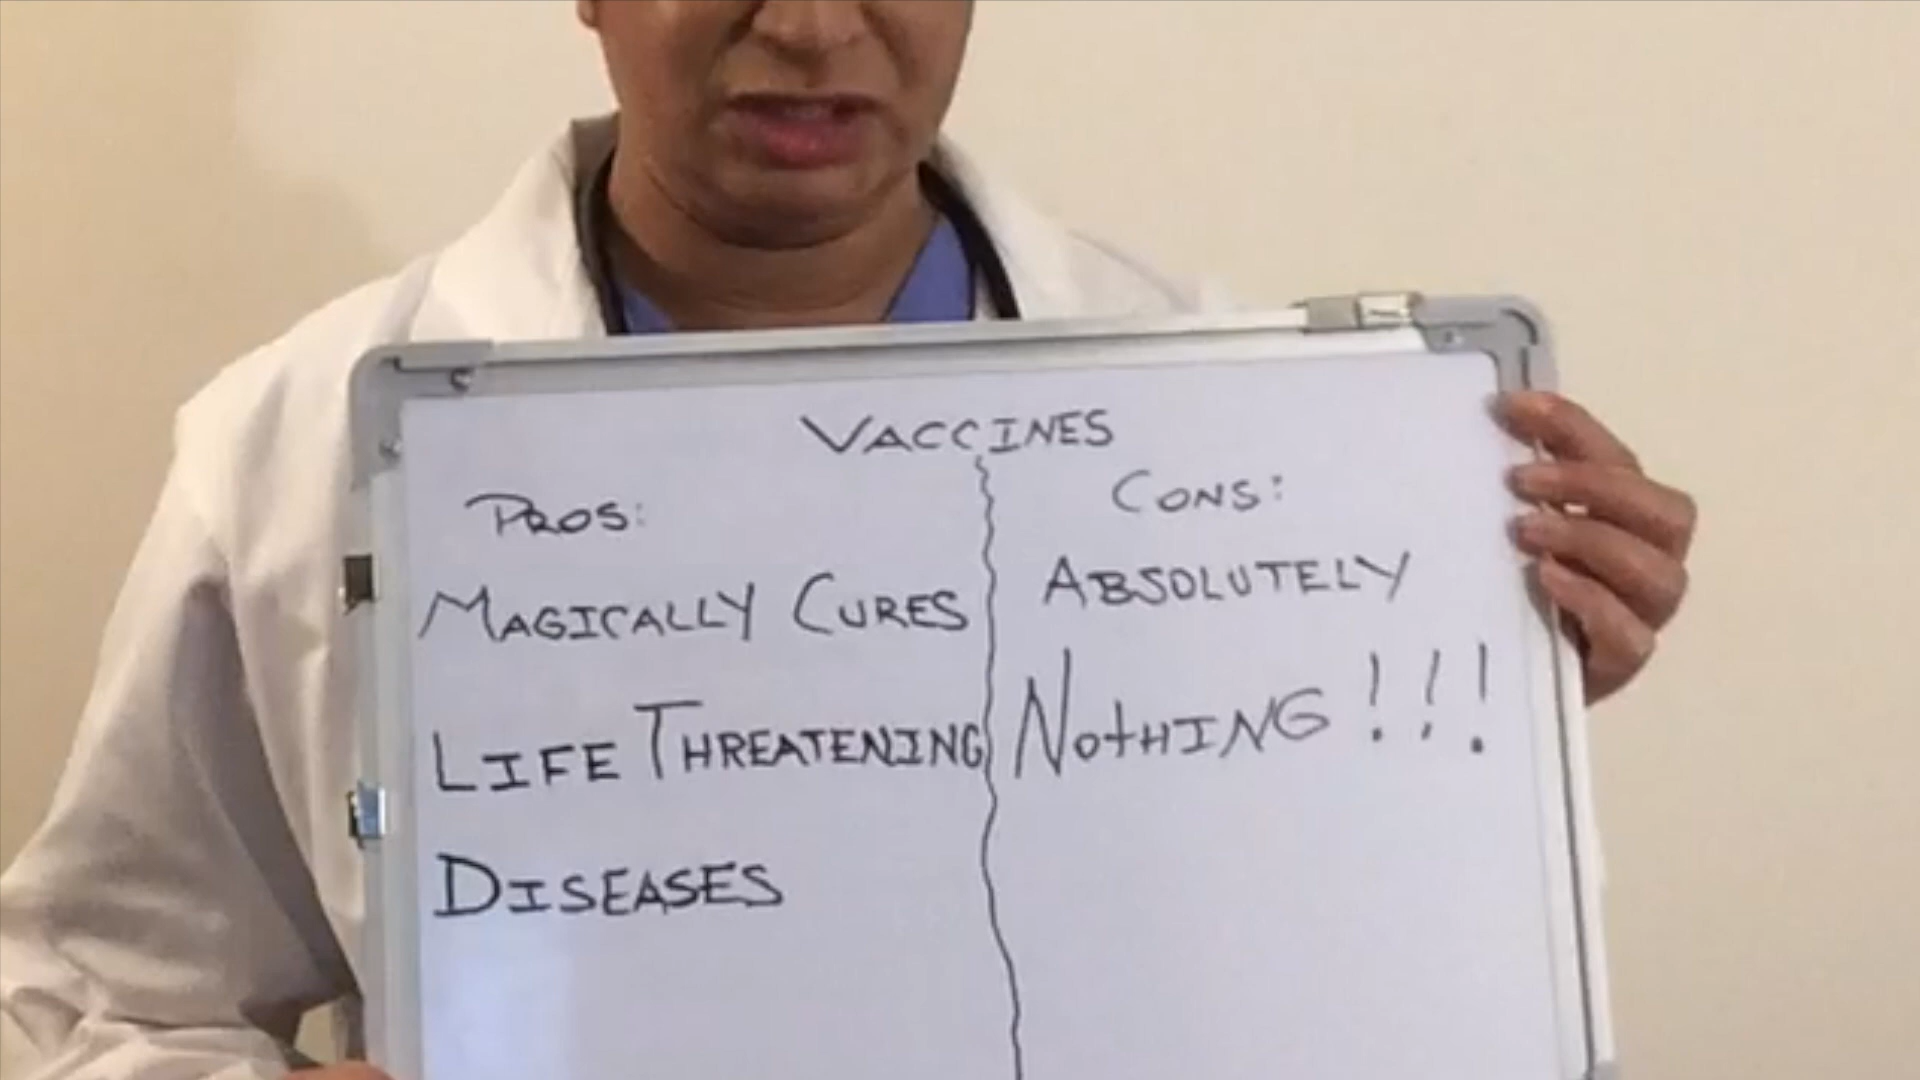 VACCINES
PROS:
MAGICALLY CURES
LIFE THREATENING
DISEASES
CONS:
ABSOLUTELY
NOTHING!!!